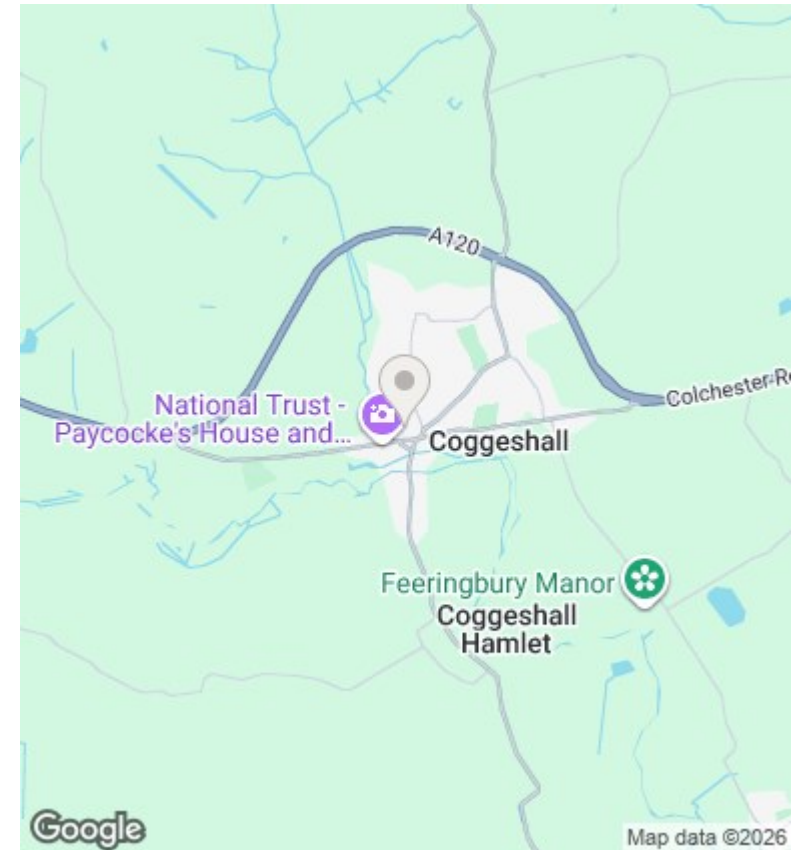 A120
Colchester R
National Trust -
Paycocke's House and...
Coggeshall
Feeringbury Manor
Coggeshall
Hamlet
Google
Map data ©2026